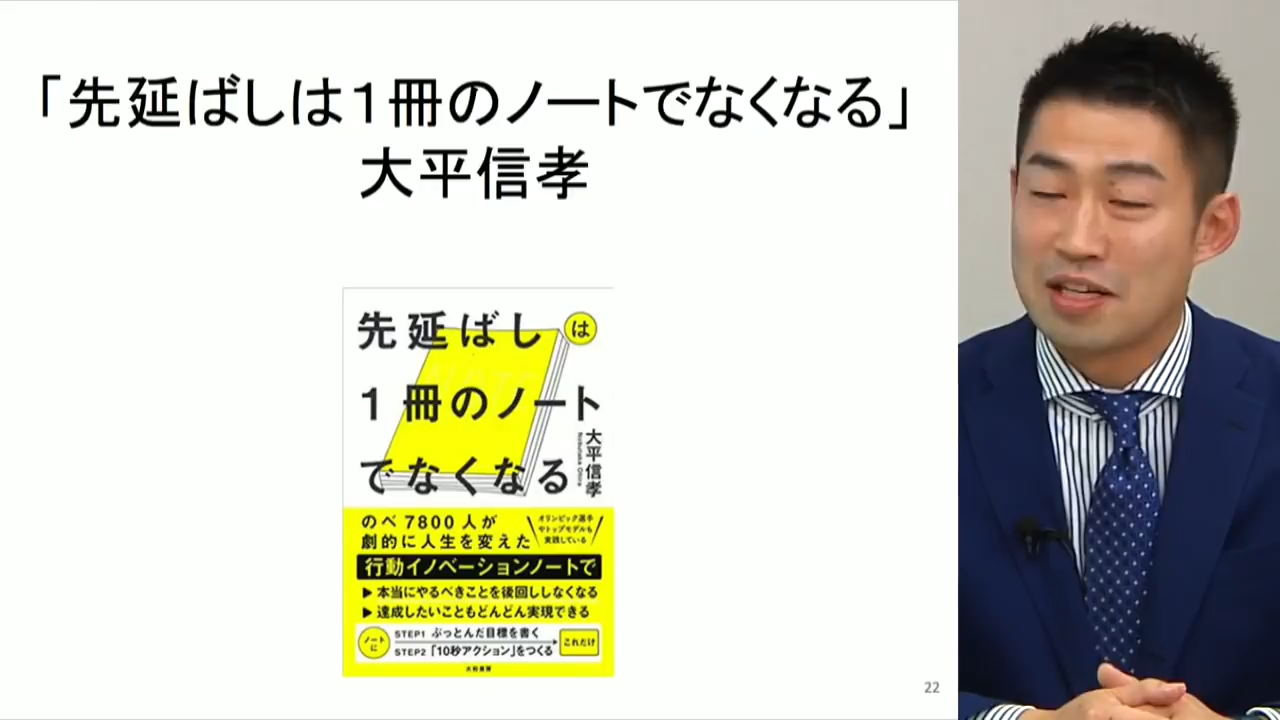 「先延ばしは１冊のノートでなくなる」
大平信孝
先延ばしは
1冊のノート
でなくなる
大平信孝
Nobutaka Ohira
のべ7800人が
劇的に人生を変えた
オリンピック選手
やトップモデルも
実践している
行動イノベーションノートで
▶本当にやるべきことを後回ししなくなる
▶達成したいこともどんどん実現できる
ノートに
STEP1 ぶっとんだ目標を書く
STEP2 「10秒アクション」をつくる
これだけ
大和書房
22